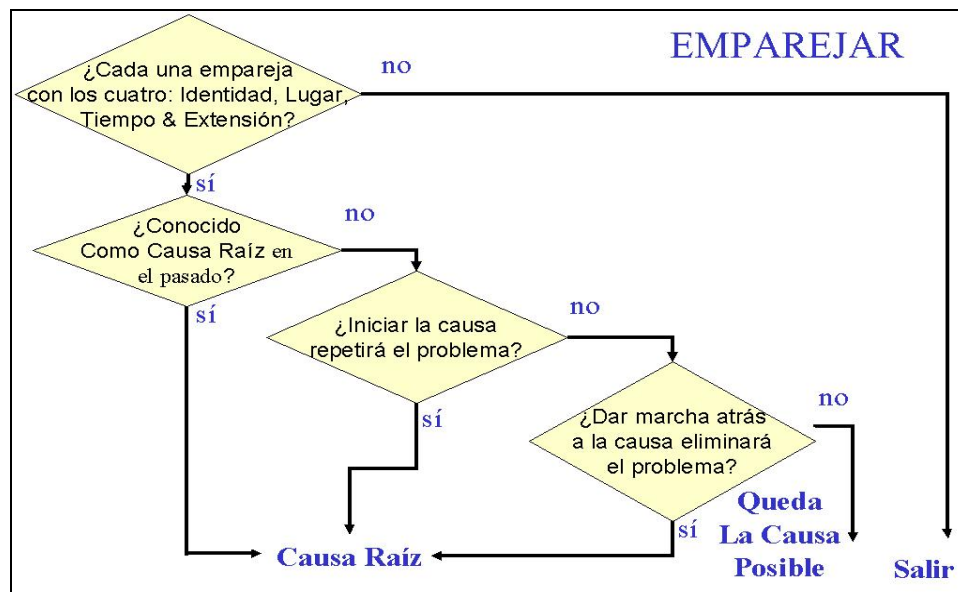 EMPAREJAR
¿Cada una empareja
con los cuatro: Identidad, Lugar,
Tiempo & Extensión?
no
sí
¿Conocido
Como Causa Raíz en
el pasado?
no
sí
¿Iniciar la causa
repetirá el problema?
no
sí
¿Dar marcha atrás
a la causa eliminará
el problema?
no
sí
Queda
La Causa
Posible
Causa Raíz
Salir